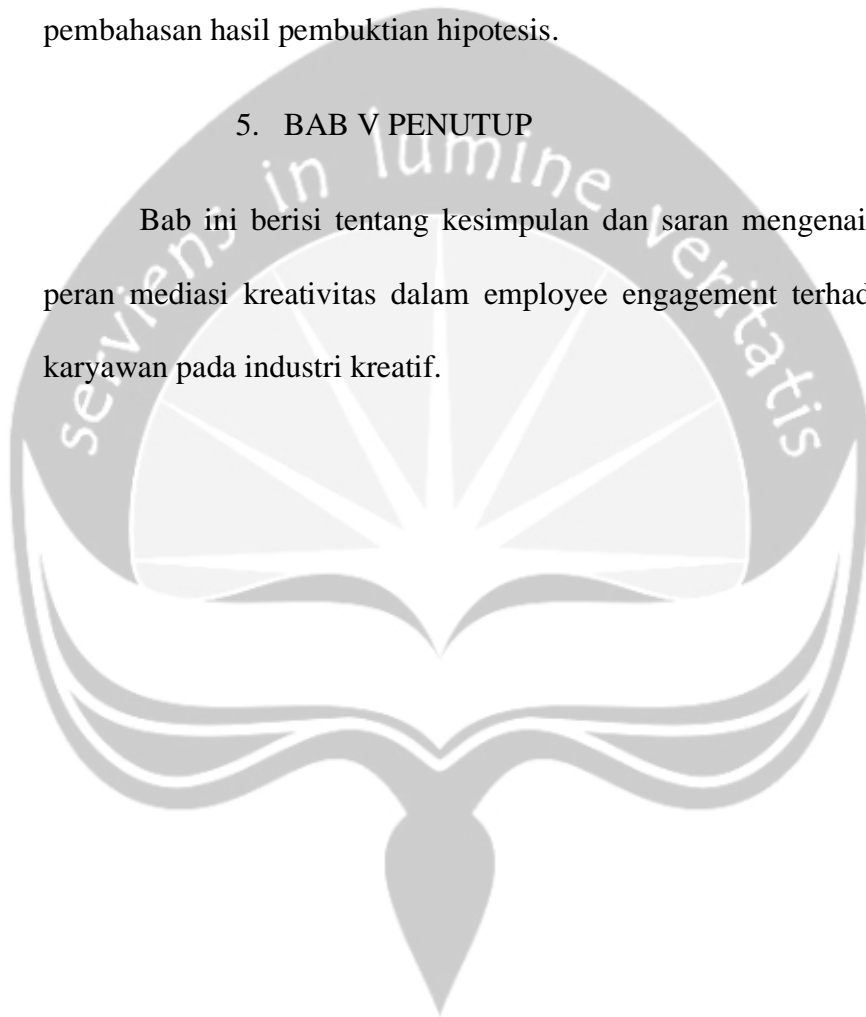 pembahasan hasil pembuktian hipotesis.
5. BAB V PENUTUP
serviens in lumine veritatis
Bab ini berisi tentang kesimpulan dan saran mengenai
peran mediasi kreativitas dalam employee engagement terhad
karyawan pada industri kreatif.